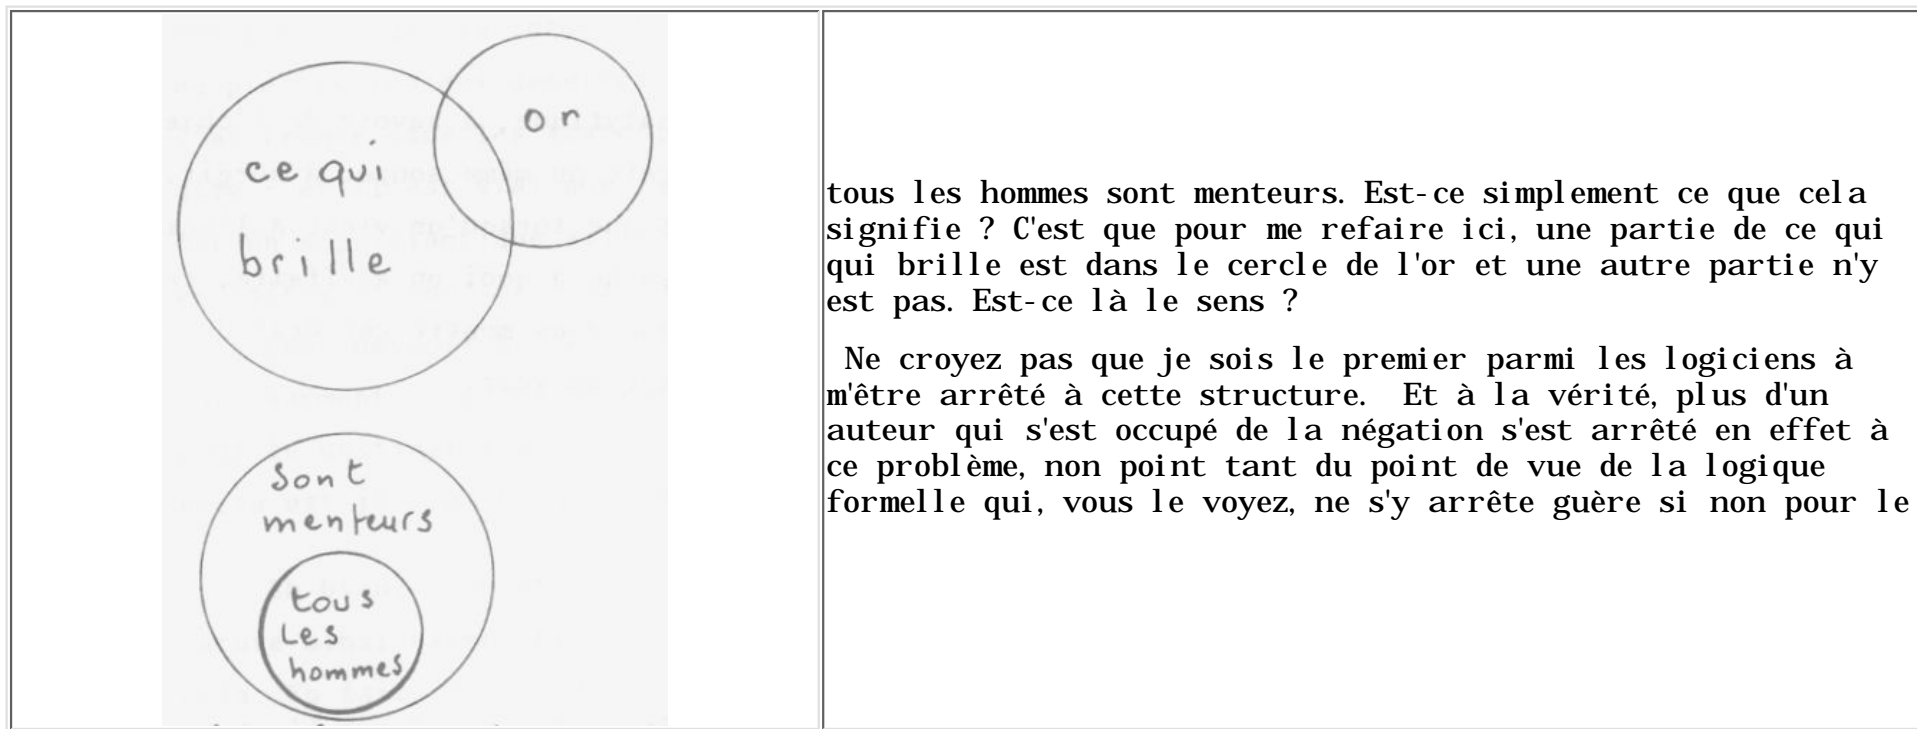 or
ce qui
brille
sont
menteurs
tous
Les
hommes
tous les hommes sont menteurs. Est-ce simplement ce que cela
signifie ? C'est que pour me refaire ici, une partie de ce qui
qui brille est dans le cercle de l'or et une autre partie n'y
est pas. Est-ce là le sens ?
Ne croyez pas que je sois le premier parmi les logiciens à
m'être arrêté à cette structure. Et à la vérité, plus d'un
auteur qui s'est occupé de la négation s'est arrêté en effet à
ce problème, non point tant du point de vue de la logique
formelle qui, vous le voyez, ne s'y arrête guère si non pour le